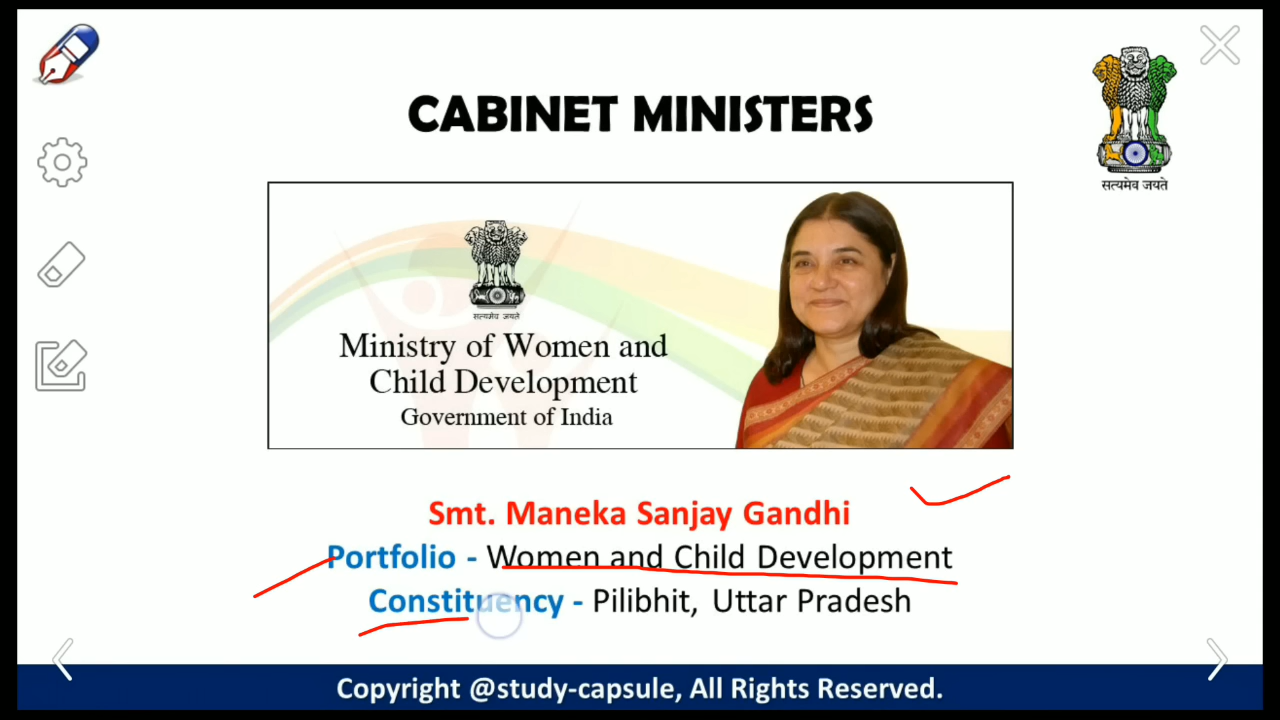 CABINET MINISTERS
सत्यमेव जयते
सत्यमेव जयते
Ministry of Women and
Child Development
Government of India
Smt. Maneka Sanjay Gandhi
Portfolio - Women and Child Development
Constituency - Pilibhit, Uttar Pradesh
Copyright @study-capsule, All Rights Reserved.